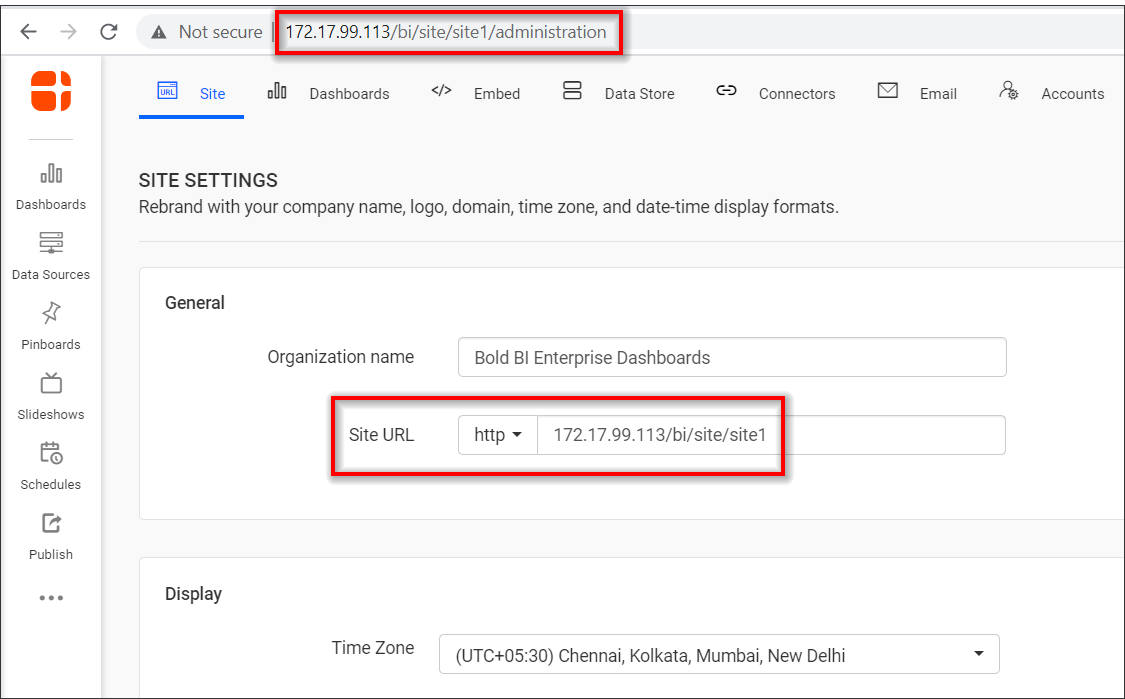 Not secure | 172.17.99.113/bi/site/site1/administration
URL Site Dashboards </> Embed Data Store Connectors Email Accounts
Dashboards
Data Sources
Pinboards
Slideshows
Schedules
Publish
SITE SETTINGS
Rebrand with your company name, logo, domain, time zone, and date-time display formats.
General
Organization name Bold BI Enterprise Dashboards
Site URL http 172.17.99.113/bi/site/site1
Display
Time Zone (UTC+05:30) Chennai, Kolkata, Mumbai, New Delhi